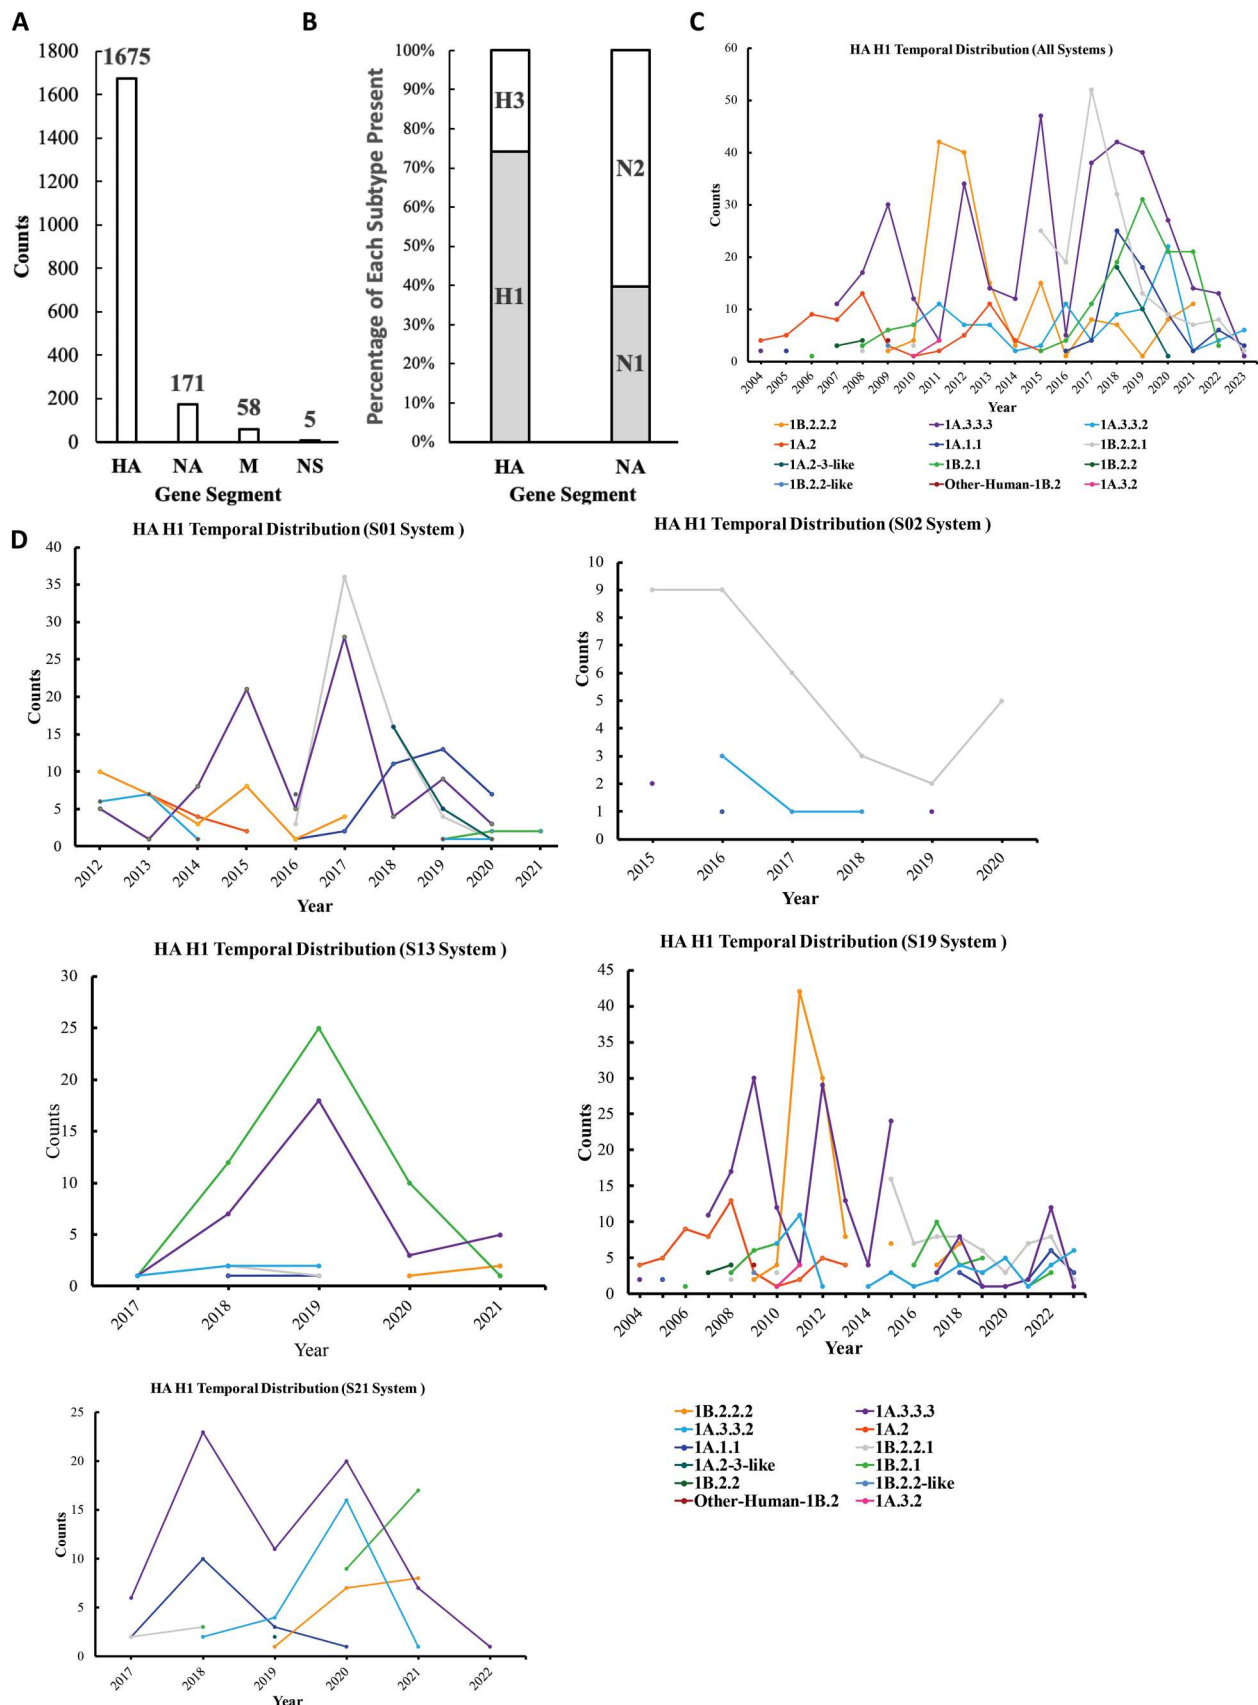 A
1800
1600
1400
1200
1000
800
600
400
200
0
Counts
1675
171
58
5
HA NA M NS
Gene Segment
B
100%
90%
80%
70%
60%
50%
40%
30%
20%
10%
0%
Percentage of Each Subtype Present
H3
H1
N2
N1
HA NA
Gene Segment
C
HA H1 Temporal Distribution (All Systems )
60
50
40
30
20
10
0
Counts
2004 2005 2006 2007 2008 2009 2010 2011 2012 2013 2014 2015 2016 2017 2018 2019 2020 2021 2022 2023
Year
1B.2.2.2 1A.3.3.3 1A.3.3.2
1A.2 1A.1.1 1B.2.2.1
1A.2-3-like 1B.2.1 1B.2.2
1B.2.2-like Other-Human-1B.2 1A.3.2
D
HA H1 Temporal Distribution (S01 System )
40
35
30
25
20
15
10
5
0
Counts
2012 2013 2014 2015 2016 2017 2018 2019 2020 2021
Year
HA H1 Temporal Distribution (S02 System )
10
9
8
7
6
5
4
3
2
1
0
Counts
2015 2016 2017 2018 2019 2020
Year
HA H1 Temporal Distribution (S13 System )
30
25
20
15
10
5
0
Counts
2017 2018 2019 2020 2021
Year
HA H1 Temporal Distribution (S19 System )
45
40
35
30
25
20
15
10
5
0
Counts
2004 2006 2008 2010 2012 2014 2016 2018 2020 2022
Year
HA H1 Temporal Distribution (S21 System )
25
20
15
10
5
0
Counts
2017 2018 2019 2020 2021 2022
Year
1B.2.2.2 1A.3.3.3
1A.3.3.2 1A.2
1A.1.1 1B.2.2.1
1A.2-3-like 1B.2.1
1B.2.2 1B.2.2-like
Other-Human-1B.2 1A.3.2